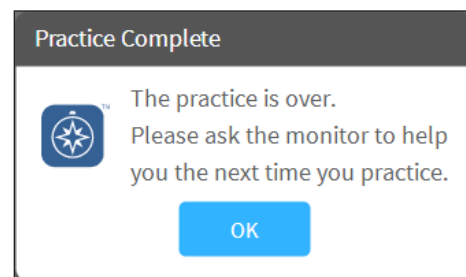 Practice Complete
TM
The practice is over.
Please ask the monitor to help
you the next time you practice.
OK